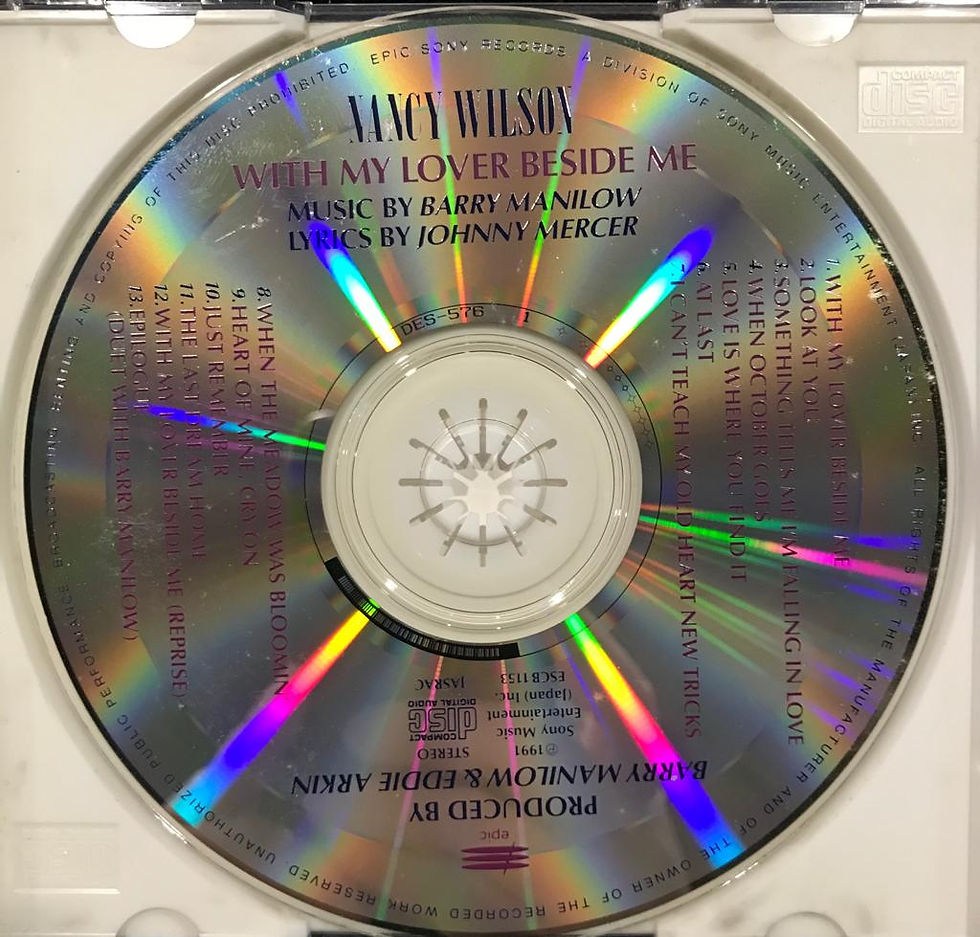 NANCY WILSON
WITH MY LOVER BESIDE ME
MUSIC BY BARRY MANILOW
LYRICS BY JOHNNY MERCER
1.WITH MY LOVER BESIDE ME
2.LOOK AT YOU
3.SOMETHING TELLS ME I'M FALLING IN LOVE
4.WHEN OCTOBER GOES
5.LOVE IS WHERE YOU FIND IT
6.AT LAST
7.I CAN'T TEACH MY OLD HEART NEW TRICKS
8.WHEN THE MEADOW WAS BLOOMIN
9.HEART OF MINE, CRY ON
10.JUST REMEMBER
11.THE LAST DREAM HOME
12.WITH MY LOVER BESIDE ME (REPRISE)
13.EPILOGUE
(DUET WITH BARRY MANILOW)
DES-576 1
epic
PRODUCED BY
BARRY MANILOW & EDDIE ARKIN
STEREO
COMPACT
disc
DIGITAL AUDIO
JASRAC
℗1991
Sony Music
Entertainment
(Japan) Inc.
ESCB 1153
EPIC SONY RECORDS A DIVISION OF SONY MUSIC ENTERTAINMENT (JAPAN) INC. ALL RIGHTS OF THE MANUFACTURER AND OF THE OWNER OF THE RECORDED WORK RESERVED. UNAUTHORIZED PUBLIC PERFORMANCE AND COPYING OF THIS DISC PROHIBITED.
COMPACT
disc
DIGITAL AUDIO